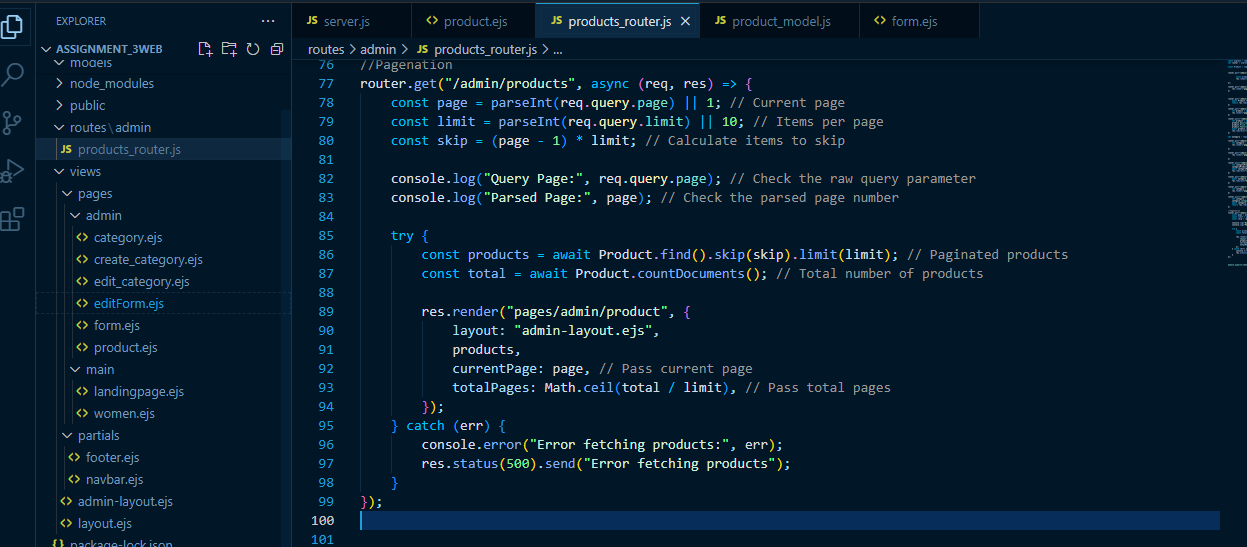 EXPLORER
ASSIGNMENT_3WEB
models
node_modules
public
routes\admin
JS products_router.js
views
pages
admin
<> category.ejs
<> create_category.ejs
<> edit_category.ejs
<> editForm.ejs
<> form.ejs
<> product.ejs
main
<> landingpage.ejs
<> women.ejs
partials
<> footer.ejs
<> navbar.ejs
<> admin-layout.ejs
<> layout.ejs
{} package-lock.json
JS server.js <> product.ejs JS products_router.js JS product_model.js <> form.ejs
routes > admin > JS products_router.js > ...
76 //Pagenation
77 router.get("/admin/products", async (req, res) => {
78 const page = parseInt(req.query.page) || 1; // Current page
79 const limit = parseInt(req.query.limit) || 10; // Items per page
80 const skip = (page - 1) * limit; // Calculate items to skip
81
82 console.log("Query Page:", req.query.page); // Check the raw query parameter
83 console.log("Parsed Page:", page); // Check the parsed page number
84
85 try {
86 const products = await Product.find().skip(skip).limit(limit); // Paginated products
87 const total = await Product.countDocuments(); // Total number of products
88
89 res.render("pages/admin/product", {
90 layout: "admin-layout.ejs",
91 products,
92 currentPage: page, // Pass current page
93 totalPages: Math.ceil(total / limit), // Pass total pages
94 });
95 } catch (err) {
96 console.error("Error fetching products:", err);
97 res.status(500).send("Error fetching products");
98 }
99 });
100
101